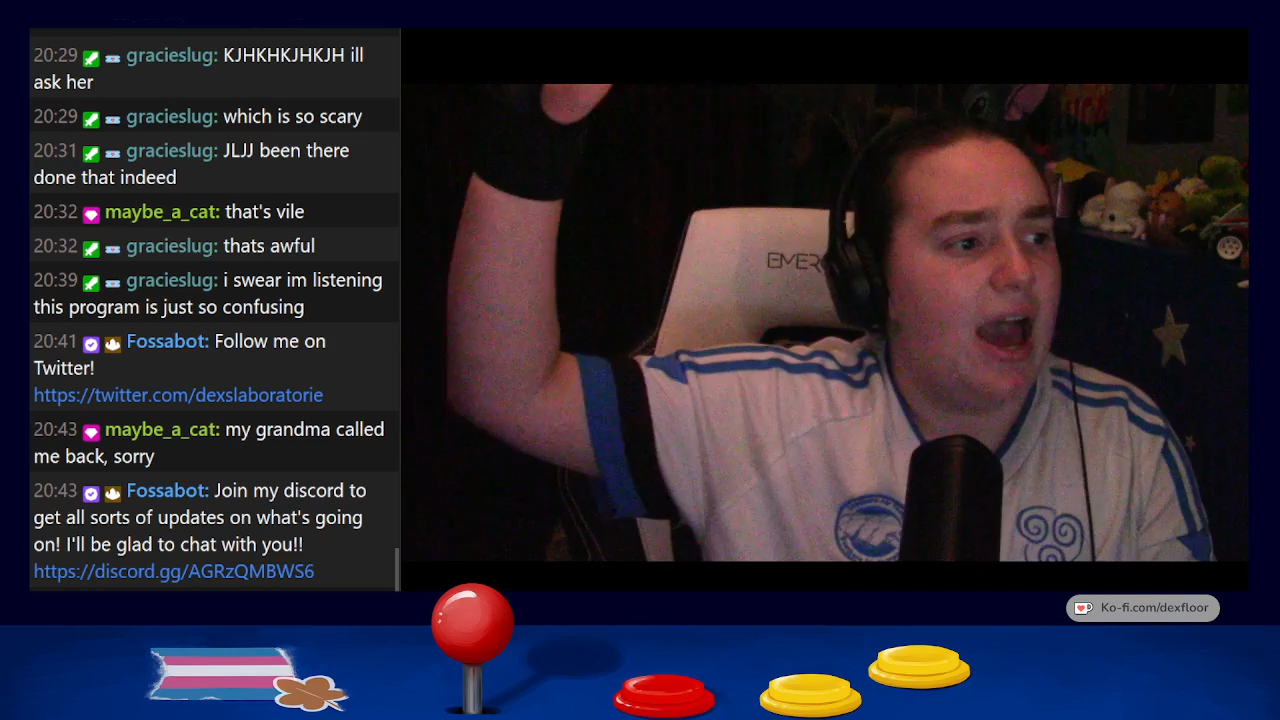 20:29 gracieslug: KJHKHKJHKJH ill
ask her
20:29 gracieslug: which is so scary
20:31 gracieslug: JLJJ been there
done that indeed
20:32 maybe_a_cat: that's vile
20:32 gracieslug: thats awful
20:39 gracieslug: i swear im listening
this program is just so confusing
20:41 Fossabot: Follow me on
Twitter!
https://twitter.com/dexslaboratorie
20:43 maybe_a_cat: my grandma called
me back, sorry
20:43 Fossabot: Join my discord to
get all sorts of updates on what's going
on! I'll be glad to chat with you!!
https://discord.gg/AGRzQMBWS6
EMER
Ko-fi.com/dexfloor